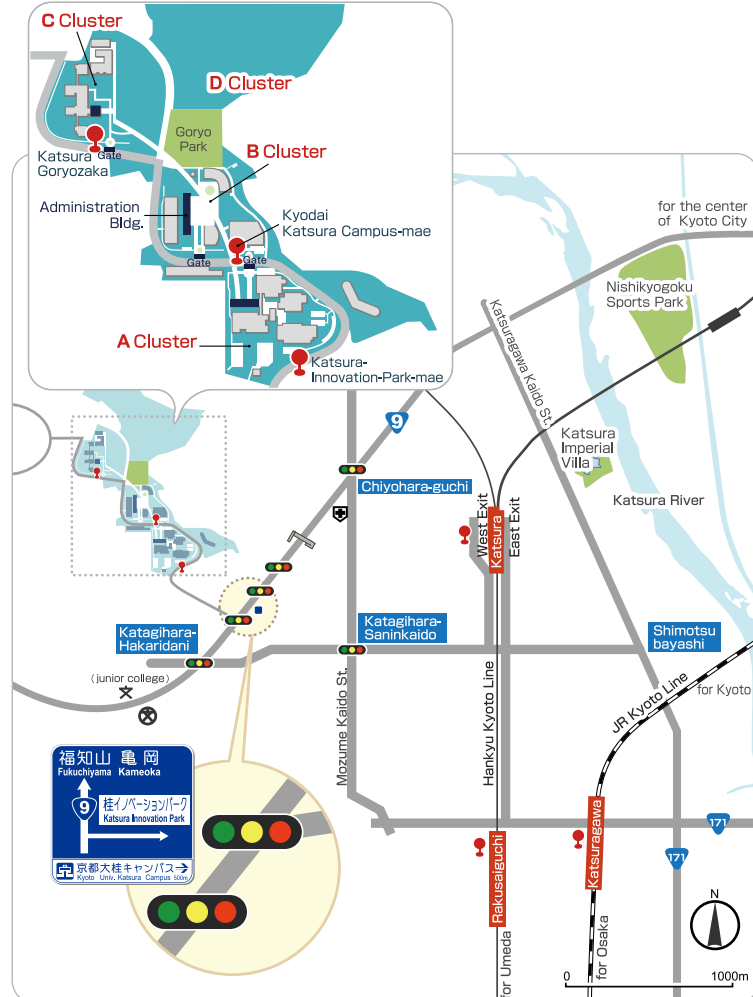 C Cluster
D Cluster
Goryo
Park
B Cluster
Katsura
Goryozaka
Gate
Administration
Bldg.
Kyodai
Katsura Campus-mae
Gate
Gate
A Cluster
Katsura-
Innovation-Park-mae
for the center
of Kyoto City
Nishikyogoku
Sports Park
Katsuragawa Kaido St.
9
Katsura
Imperial
Villa
Chiyohara-guchi
Katsura River
West Exit
Katsura
East Exit
Katagihara-
Hakaridani
Katagihara-
Saninkaido
Shimotsu
bayashi
(junior college)
Mozume Kaido St.
Hankyu Kyoto Line
JR Kyoto Line
for Kyoto
福知山 亀岡
Fukuchiyama Kameoka
9
桂イノベーションパーク
Katsura Innovation Park
京都大桂キャンパス→
Kyoto Univ. Katsura Campus 500m
171
171
Rakusaiguchi
Katsuragawa
for Umeda
for Osaka
N
0 1000m